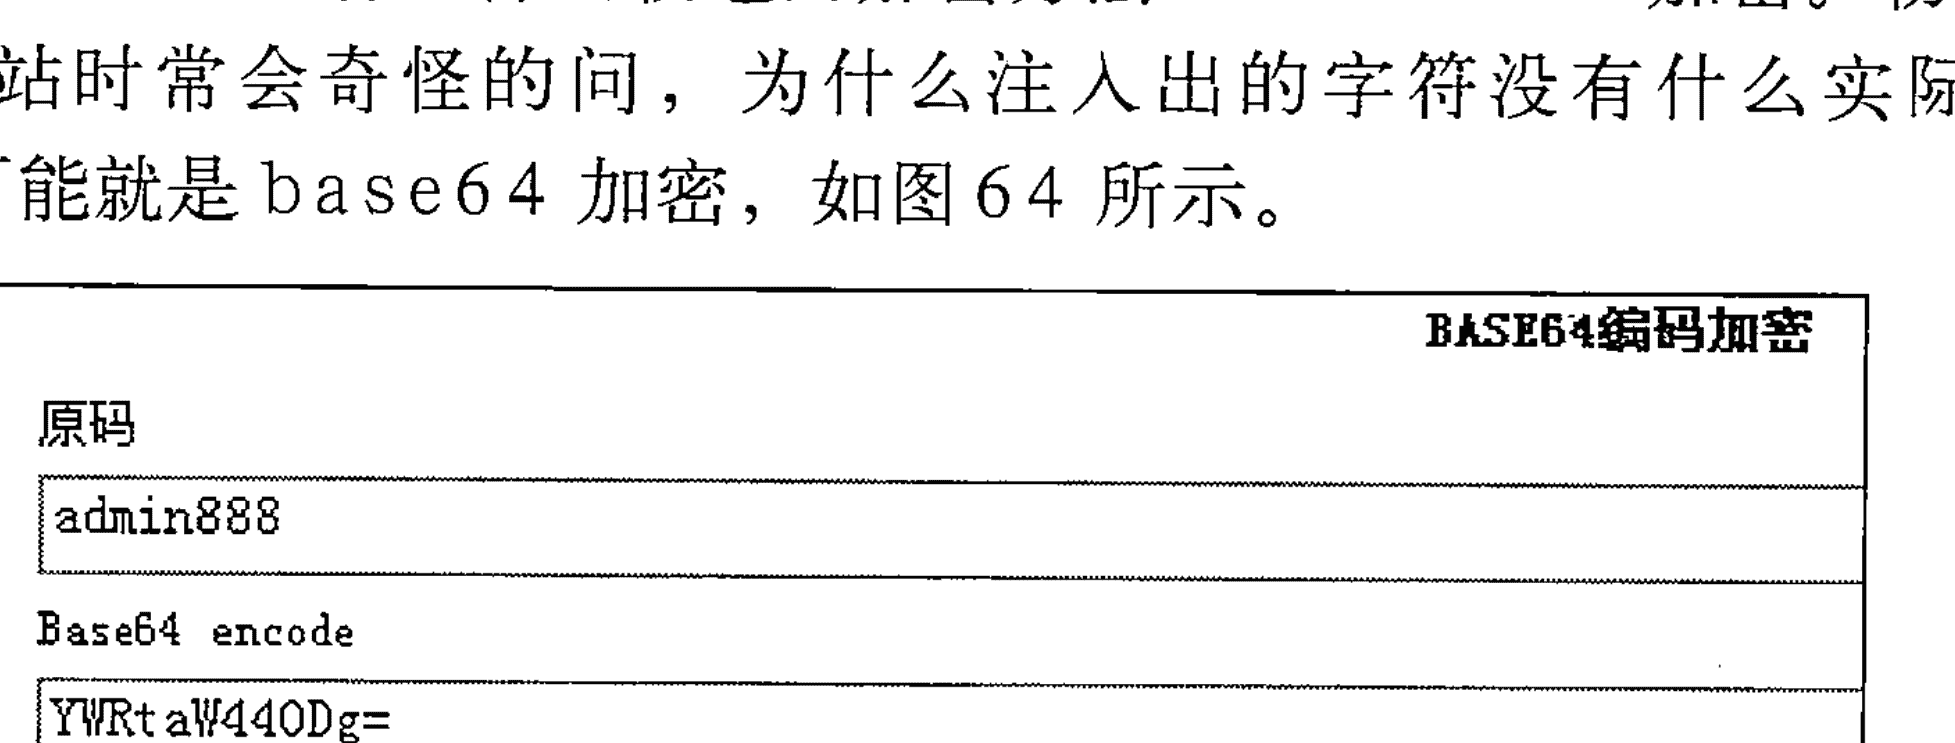 站时常会奇怪的问，为什么注入出的字符没有什么实际
能就是base64 加密，如图64 所示。
BASE64编码加密
原码
admin888
Base64 encode
YWRtaW44ODg=